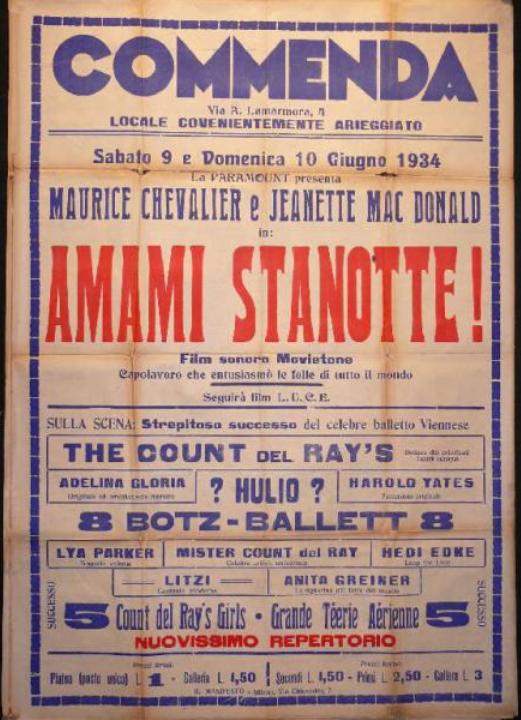 COMMENDA
Via A. Lamarmora, 4
LOCALE COVENIENTEMENTE ARIEGGIATO
Sabato 9 e Domenica 10 Giugno 1934
La PARAMOUNT presenta
MAURICE CHEVALIER e JEANETTE MAC DONALD
in:
AMAMI STANOTTE!
Film sonoro Movietone
Capolavoro che entusiasmò le folle di tutto il mondo
Seguirà film L.U.C.E.
SULLA SCENA: Strepitoso successo del celebre balletto Viennese
THE COUNT DEL RAY'S
ADELINA GLORIA
? HULIO ?
HAROLD YATES
8 BOTZ-BALLETT 8
LYA PARKER
MISTER COUNT del RAY
HEDI EDKE
LITZI
ANITA GREINER
SUCCESSO 5 Count del Ray's Girls • Grande Téerie Aérienne 5 SUCCESSO
NUOVISSIMO REPERTORIO
Platea (posto unico) L. 1 - Galleria L. 1,50 Secondi L. 1,50 - Primi L. 2,50 - Galleria L. 3